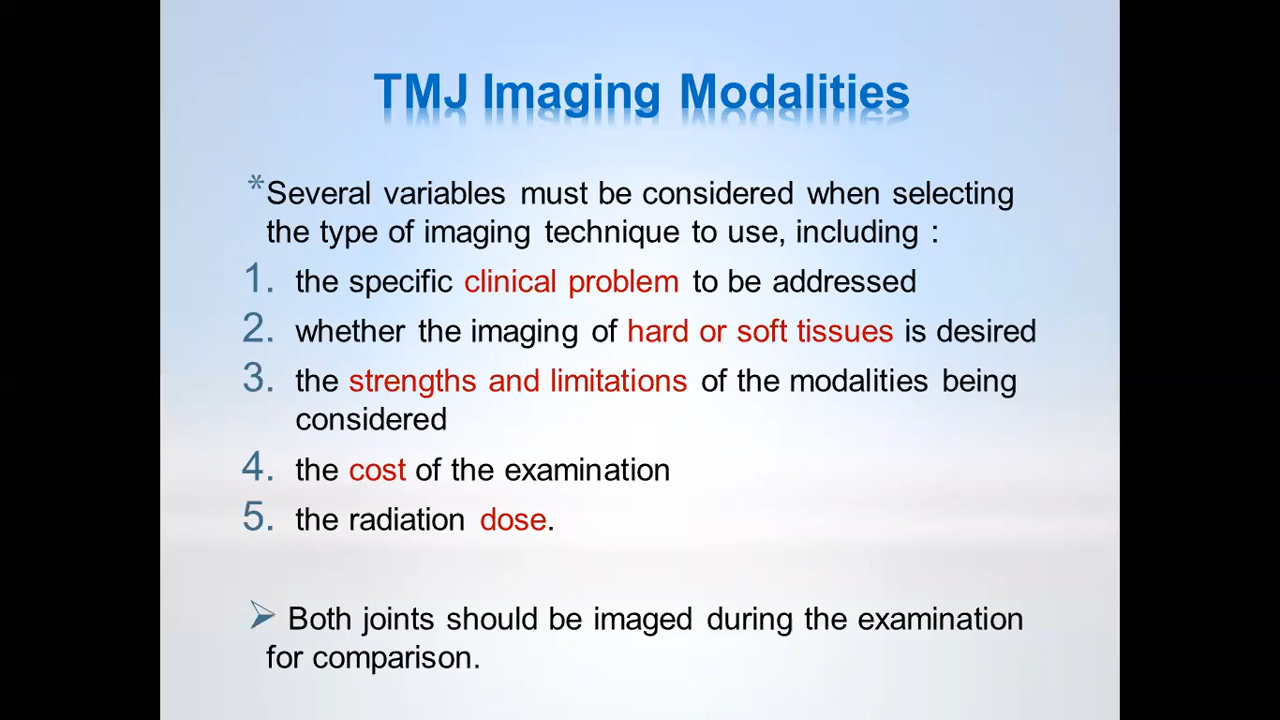 TMJ Imaging Modalities
*Several variables must be considered when selecting
the type of imaging technique to use, including :
1. the specific clinical problem to be addressed
2. whether the imaging of hard or soft tissues is desired
3. the strengths and limitations of the modalities being
considered
4. the cost of the examination
5. the radiation dose.
➢ Both joints should be imaged during the examination
for comparison.